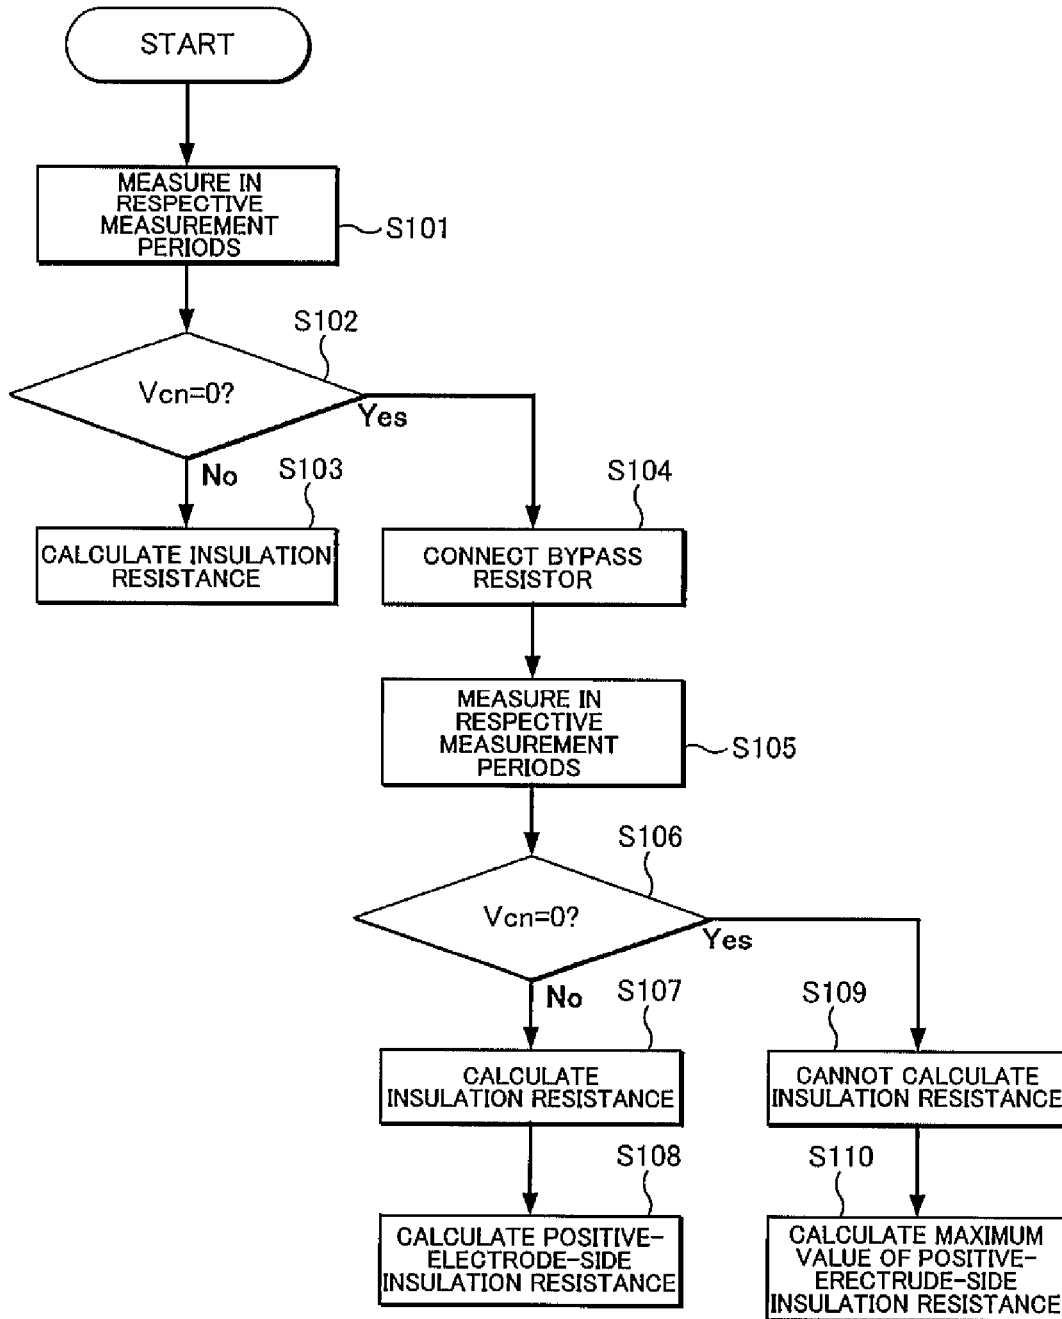 START
MEASURE IN
RESPECTIVE
MEASUREMENT
PERIODS
S101
S102
Vcn=0?
Yes
No
S103
CALCULATE INSULATION
RESISTANCE
S104
CONNECT BYPASS
RESISTOR
MEASURE IN
RESPECTIVE
MEASUREMENT
PERIODS
S105
S106
Vcn=0?
Yes
No
S107
CALCULATE
INSULATION RESISTANCE
S109
CANNOT CALCULATE
INSULATION RESISTANCE
S108
CALCULATE POSITIVE-
ELECTRODE-SIDE
INSULATION RESISTANCE
S110
CALCULATE MAXIMUM
VALUE OF POSITIVE-
ERECTRUDE-SIDE
INSULATION RESISTANCE